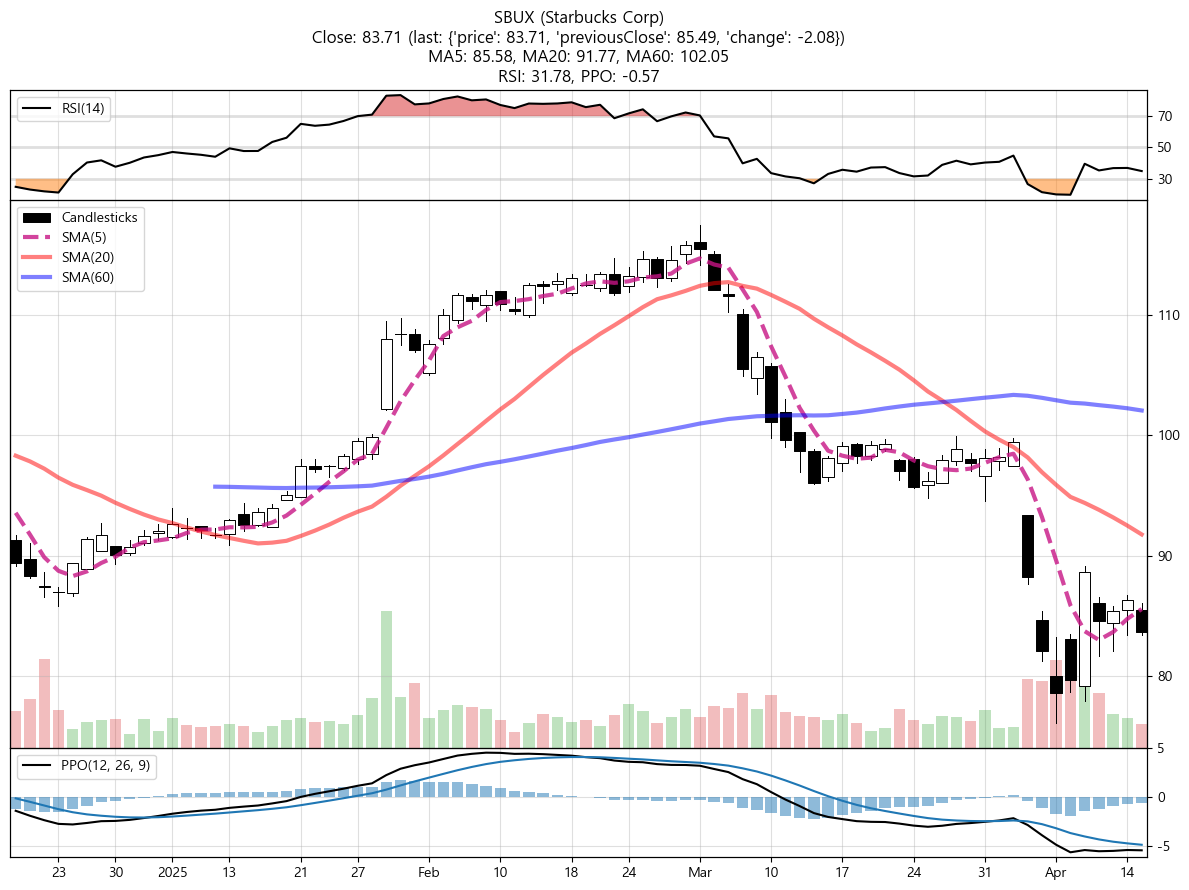 SBUX (Starbucks Corp)
Close: 83.71 (last: {'price': 83.71, 'previousClose': 85.49, 'change': -2.08})
MA5: 85.58, MA20: 91.77, MA60: 102.05
RSI: 31.78, PPO: -0.57
RSI(14)
70
50
30
Candlesticks
SMA(5)
SMA(20)
SMA(60)
110
100
90
80
PPO(12, 26, 9)
5
0
-5
23 30 2025 13 21 27 Feb 10 18 24 Mar 10 17 24 31 Apr 14